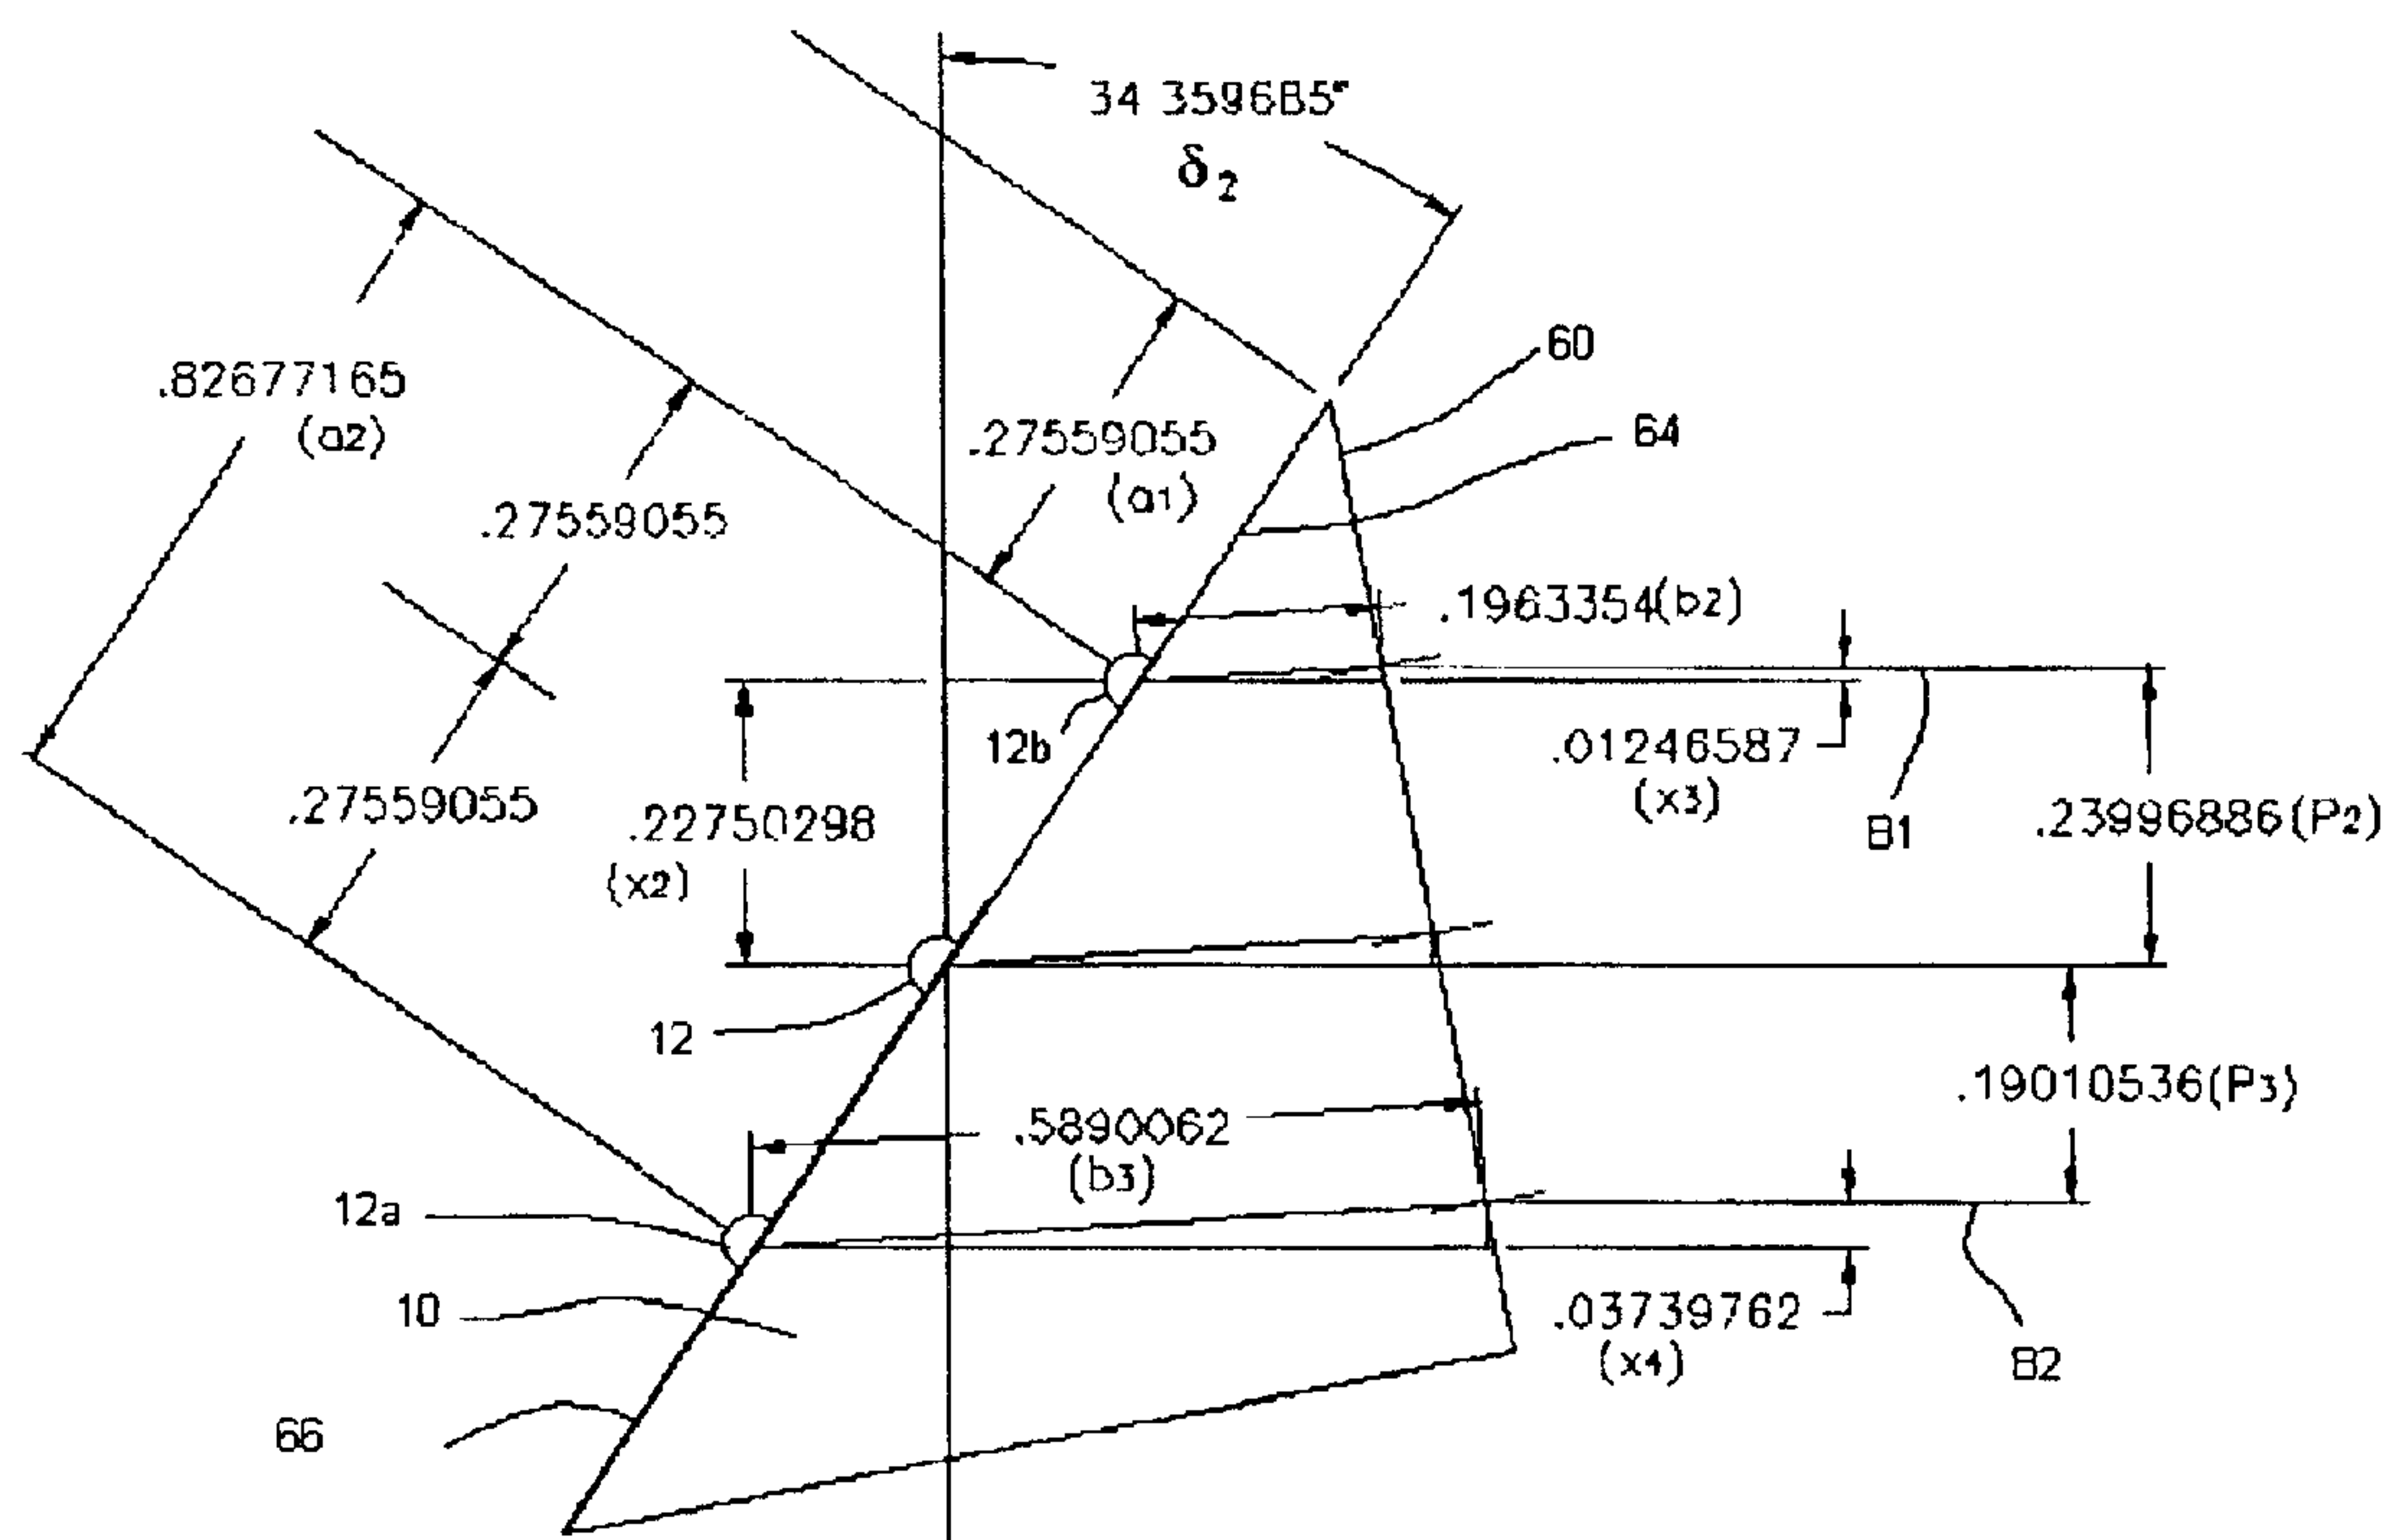 34 359685°
δ2
60
.82677165
(a2)
64
.27559055
(a1)
.27559055
.1963354(b2)
12b
.01246587
(x3)
.27559055
.22750298
(x2)
B1
.23996886(P2)
12
.19010536(P3)
.5890062
(b3)
12a
10
.03739762
(x4)
B2
66